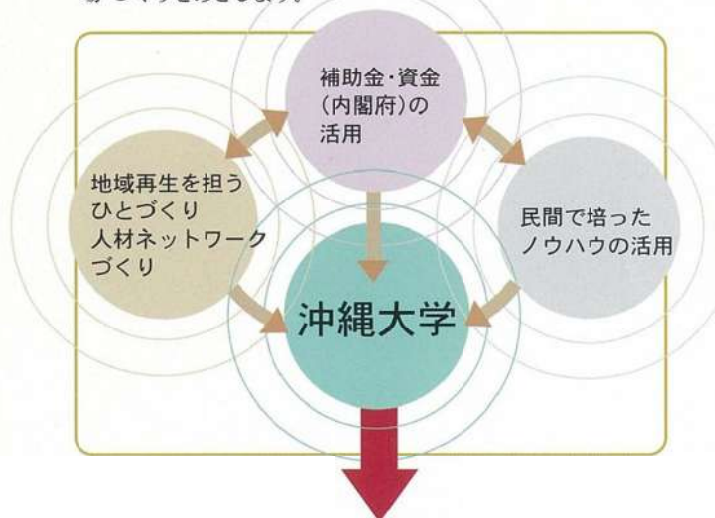 補助金・資金
(内閣府)の
活用
地域再生を担う
ひとづくり
人材ネットワーク
づくり
民間で培った
ノウハウの活用
沖縄大学